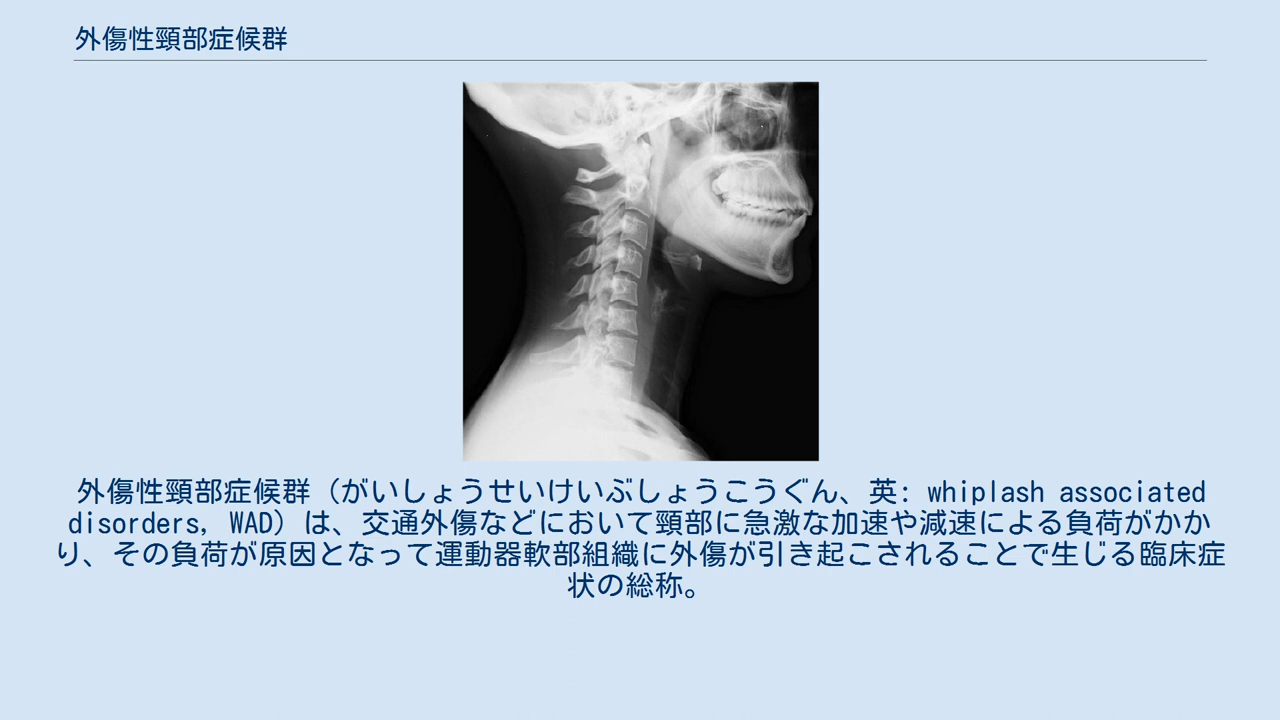 外傷性頸部症候群
外傷性頸部症候群（がいしょうせいけいぶしょうこうぐん、英: whiplash associated
disorders, WAD）は、交通外傷などにおいて頸部に急激な加速や減速による負荷がかか
り、その負荷が原因となって運動器軟部組織に外傷が引き起こされることで生じる臨床症
状の総称。